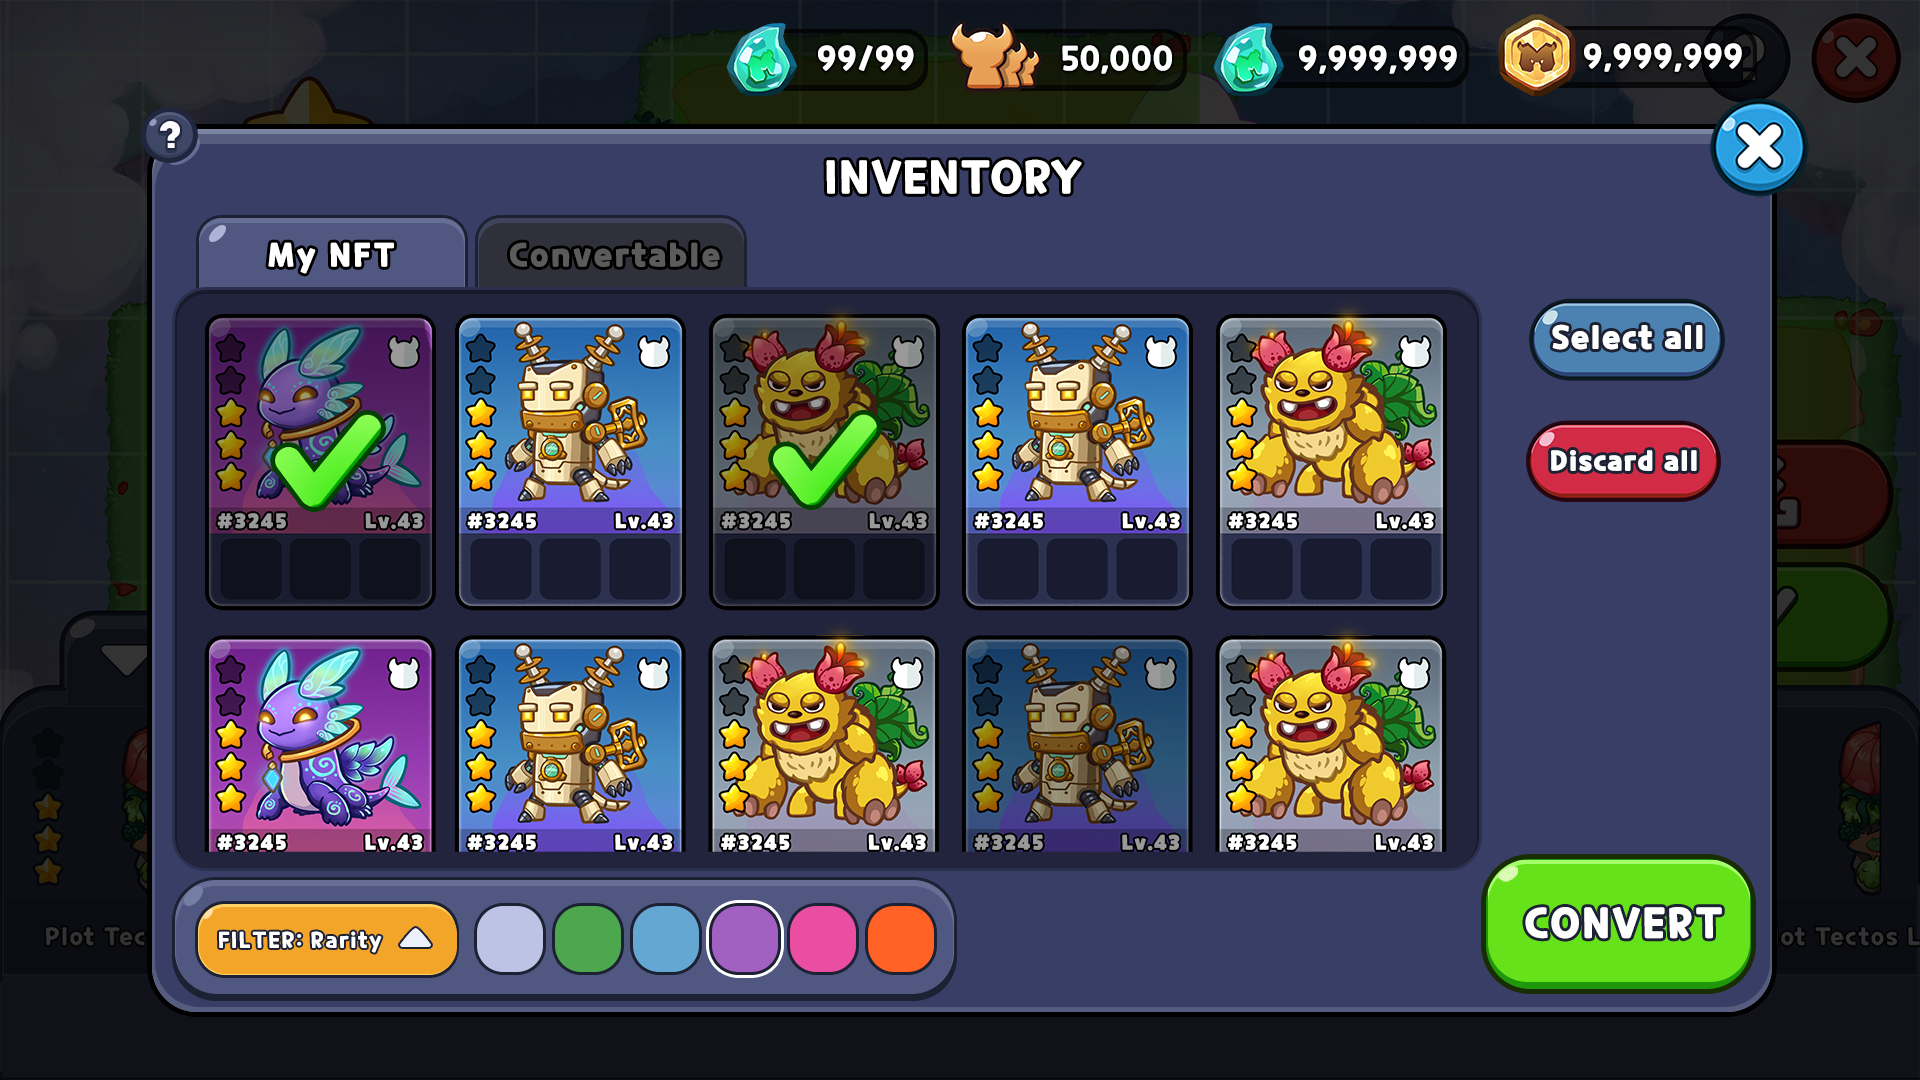 99/99
50,000
9,999,999
9,999,999
?
?
INVENTORY
My NFT
Convertable
#3245 Lv.43
#3245 Lv.43
#3245 Lv.43
#3245 Lv.43
#3245 Lv.43
Select all
Discard all
#3245 Lv.43
#3245 Lv.43
#3245 Lv.43
#3245 Lv.43
#3245 Lv.43
FILTER: Rarity
CONVERT
Plot Tec
ot Tectos L